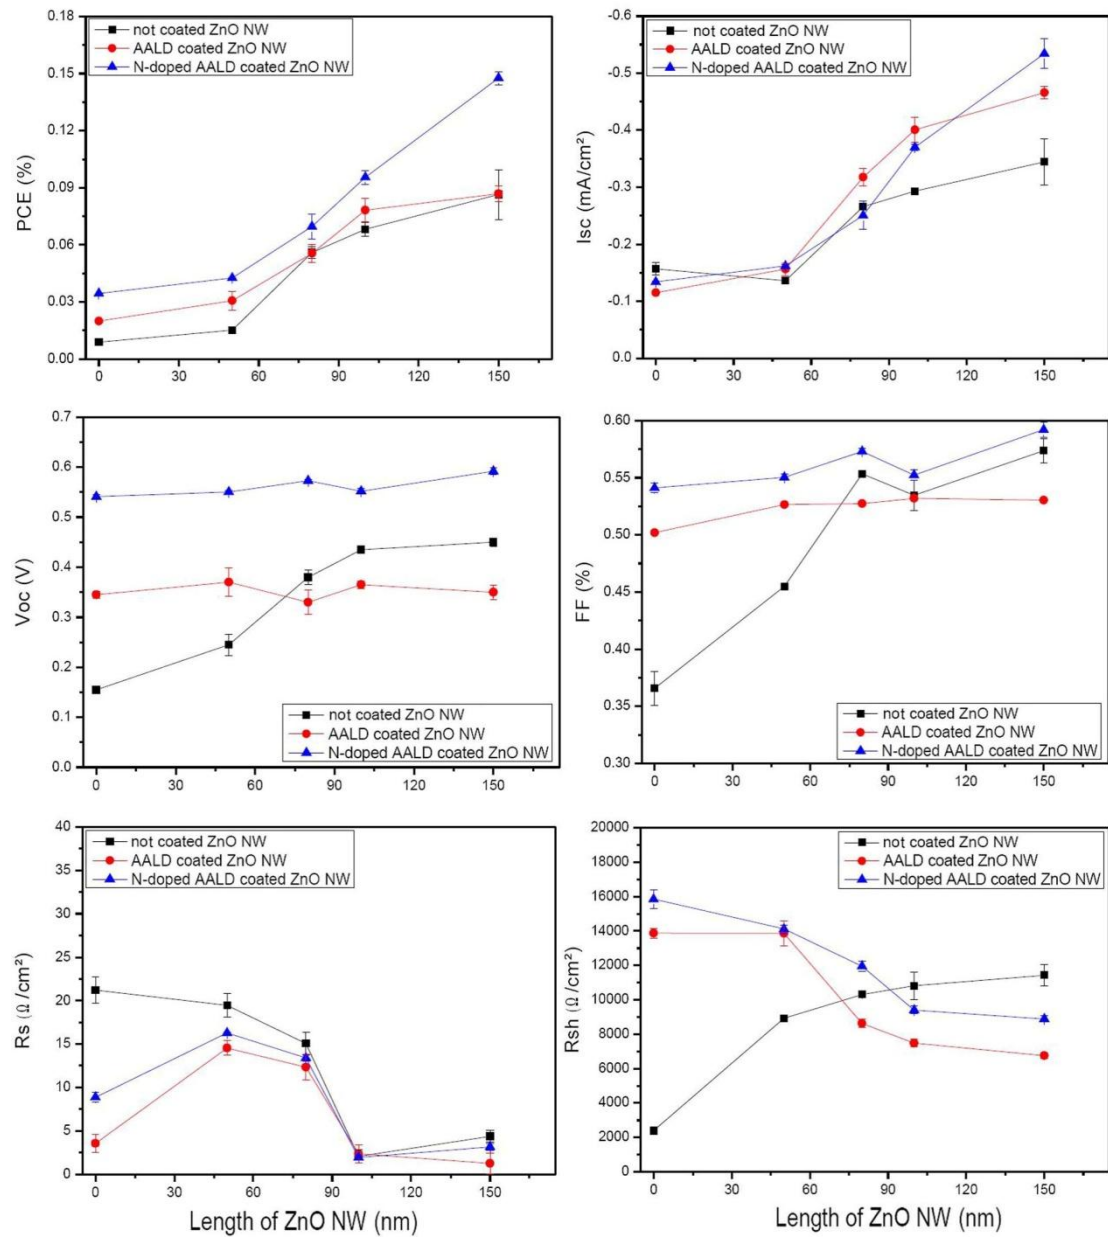 PCE (%)
0.18
0.15
0.12
0.09
0.06
0.03
0.00
not coated ZnO NW
AALD coated ZnO NW
N-doped AALD coated ZnO NW
0 30 60 90 120 150
Isc (mA/cm²)
-0.6
-0.5
-0.4
-0.3
-0.2
-0.1
0.0
not coated ZnO NW
AALD coated ZnO NW
N-doped AALD coated ZnO NW
0 30 60 90 120 150
Voc (V)
0.7
0.6
0.5
0.4
0.3
0.2
0.1
0.0
not coated ZnO NW
AALD coated ZnO NW
N-doped AALD coated ZnO NW
0 30 60 90 120 150
FF (%)
0.60
0.55
0.50
0.45
0.40
0.35
0.30
not coated ZnO NW
AALD coated ZnO NW
N-doped AALD coated ZnO NW
0 30 60 90 120 150
Rs (Ω/cm²)
40
35
30
25
20
15
10
5
0
not coated ZnO NW
AALD coated ZnO NW
N-doped AALD coated ZnO NW
0 30 60 90 120 150
Length of ZnO NW (nm)
Rsh (Ω/cm²)
20000
18000
16000
14000
12000
10000
8000
6000
4000
2000
0
not coated ZnO NW
AALD coated ZnO NW
N-doped AALD coated ZnO NW
0 30 60 90 120 150
Length of ZnO NW (nm)